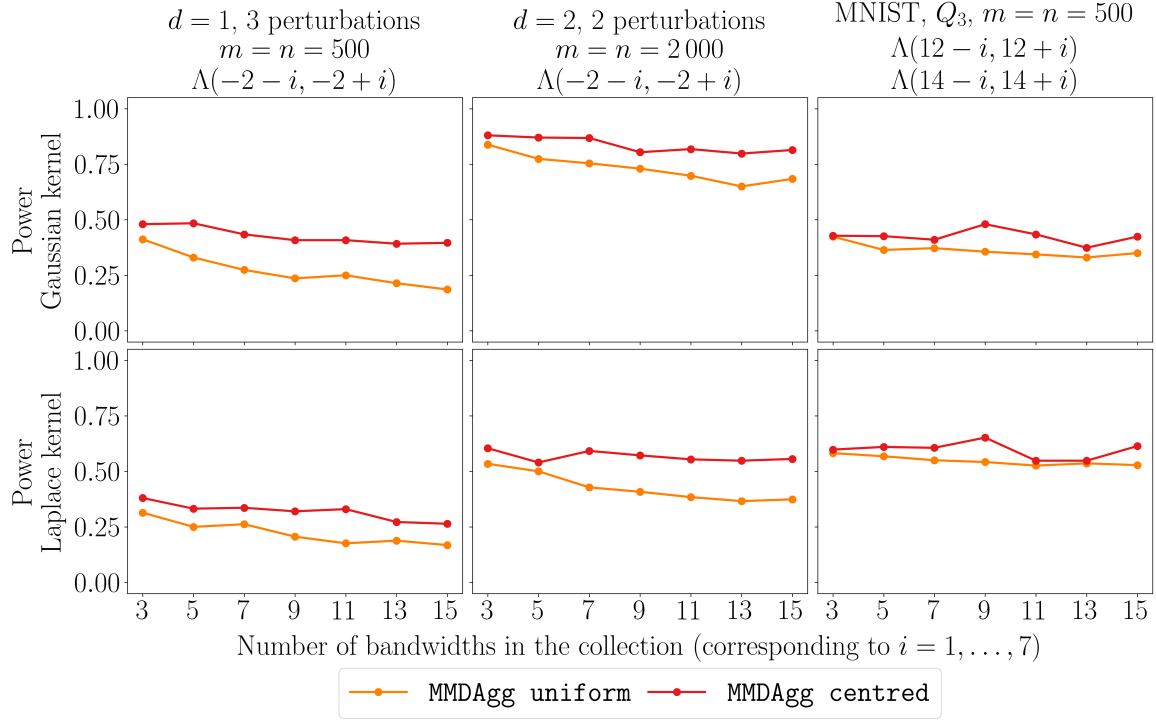 d = 1, 3 perturbations
m = n = 500
Λ(−2 − i, −2 + i)
d = 2, 2 perturbations
m = n = 2 000
Λ(−2 − i, −2 + i)
MNIST, Q₃, m = n = 500
Λ(12 − i, 12 + i)
Λ(14 − i, 14 + i)
Power
Gaussian kernel
1.00
0.75
0.50
0.25
0.00
Power
Laplace kernel
1.00
0.75
0.50
0.25
0.00
3 5 7 9 11 13 15
3 5 7 9 11 13 15
3 5 7 9 11 13 15
Number of bandwidths in the collection (corresponding to i = 1, . . . , 7)
MMDAgg uniform
MMDAgg centred